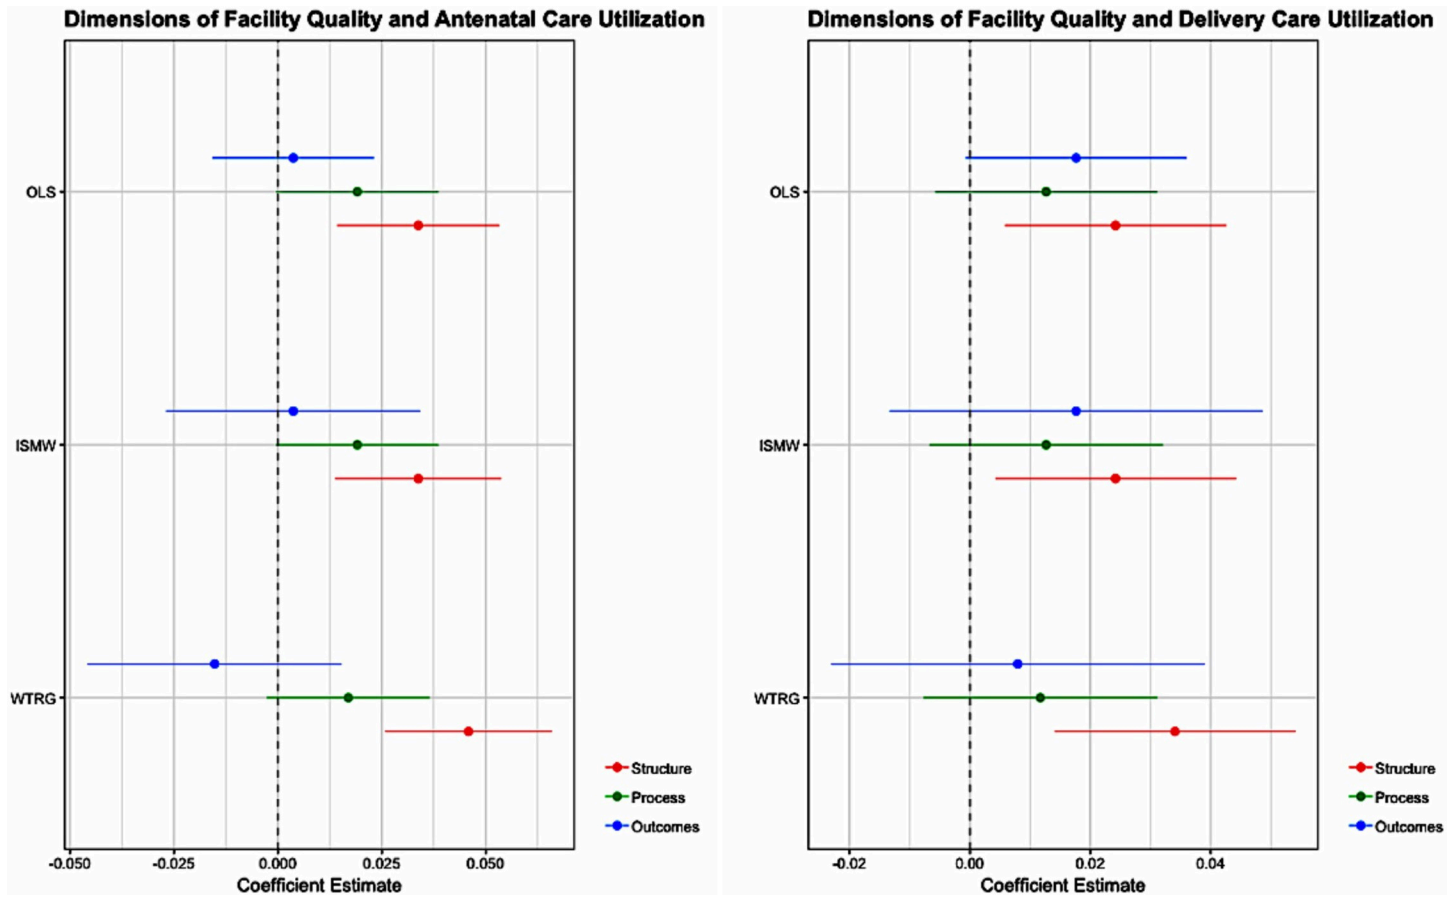 Dimensions of Facility Quality and Antenatal Care Utilization
OLS
ISMW
WTRG
Structure
Process
Outcomes
-0.050 -0.025 0.000 0.025 0.050
Coefficient Estimate
Dimensions of Facility Quality and Delivery Care Utilization
OLS
ISMW
WTRG
Structure
Process
Outcomes
-0.02 0.00 0.02 0.04
Coefficient Estimate